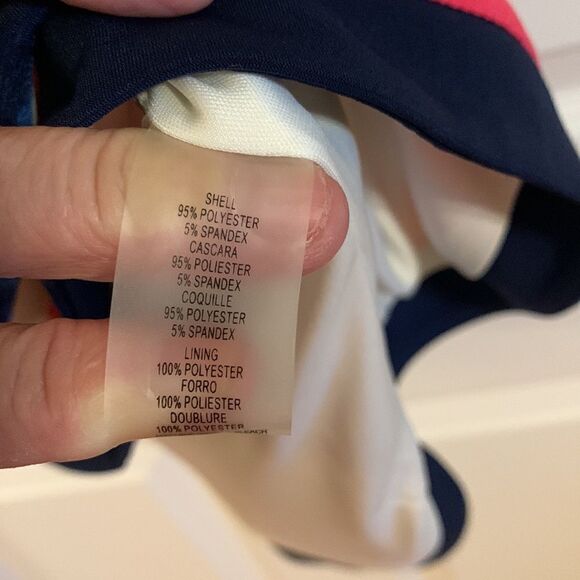 SHELL
95% POLYESTER
5% SPANDEX
CASCARA
95% POLIESTER
5% SPANDEX
COQUILLE
95% POLYESTER
5% SPANDEX
LINING
100% POLYESTER
FORRO
100% POLIESTER
DOUBLURE
100% POLYESTER